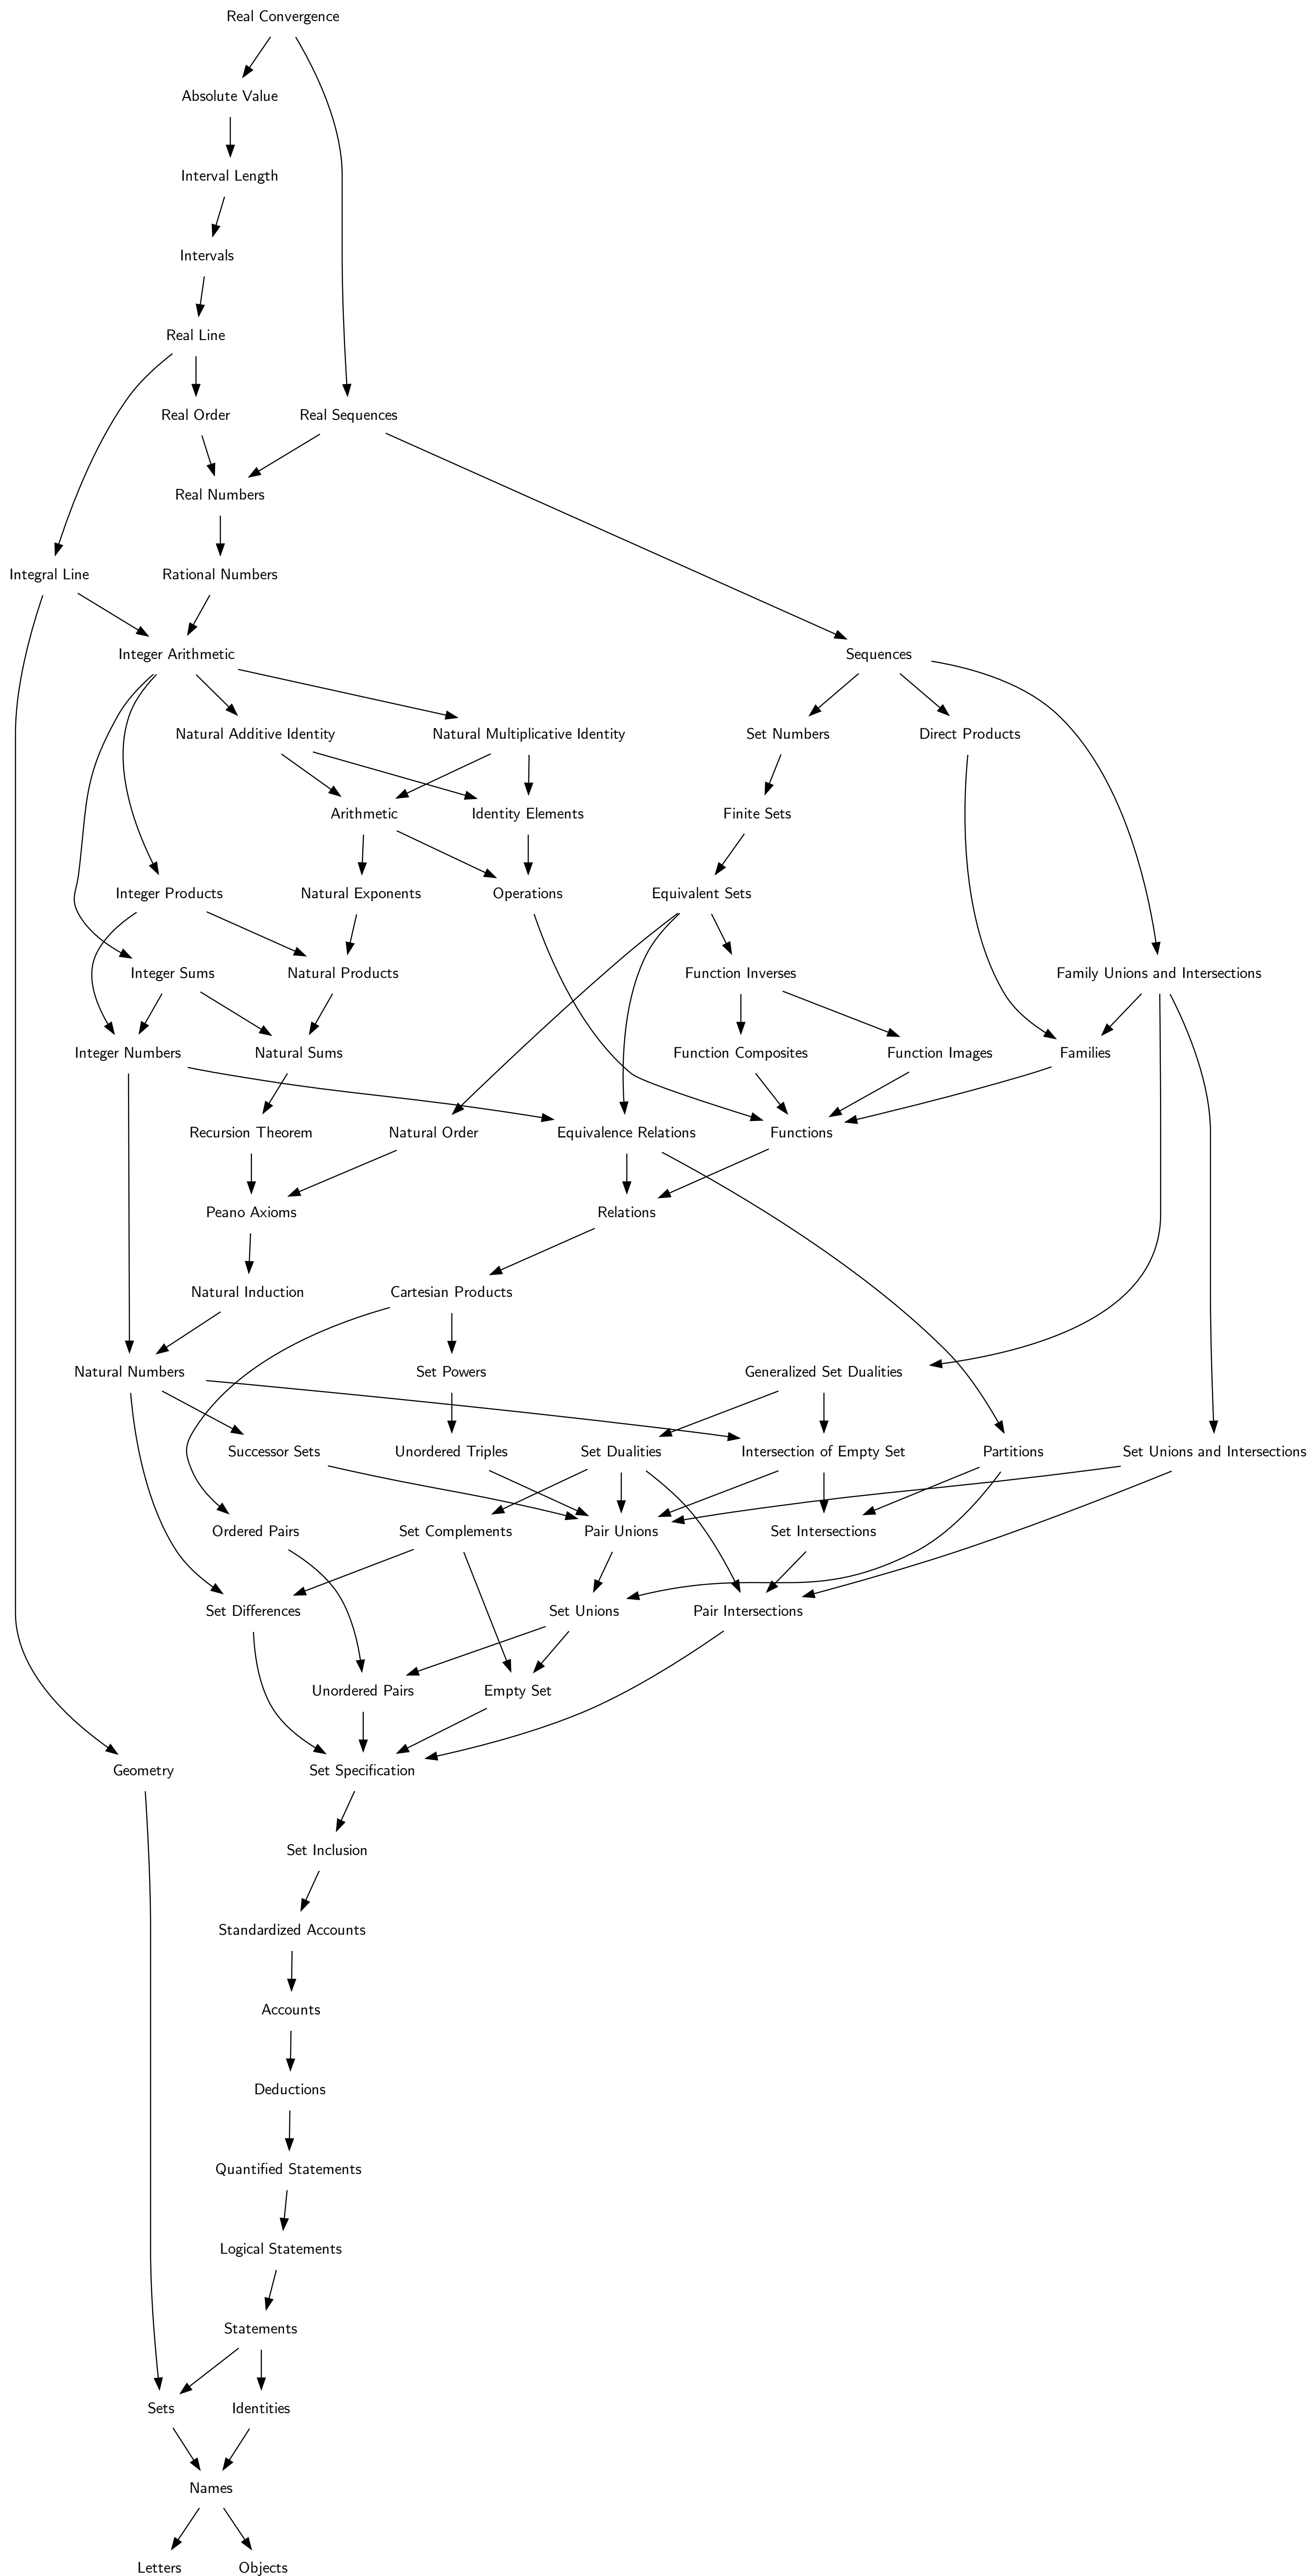 Real Convergence
Absolute Value
Interval Length
Intervals
Real Line
Real Order
Real Sequences
Real Numbers
Integral Line
Rational Numbers
Integer Arithmetic
Sequences
Natural Additive Identity
Natural Multiplicative Identity
Set Numbers
Direct Products
Arithmetic
Identity Elements
Finite Sets
Integer Products
Natural Exponents
Operations
Equivalent Sets
Integer Sums
Natural Products
Function Inverses
Family Unions and Intersections
Integer Numbers
Natural Sums
Function Composites
Function Images
Families
Recursion Theorem
Natural Order
Equivalence Relations
Functions
Peano Axioms
Relations
Natural Induction
Cartesian Products
Natural Numbers
Set Powers
Generalized Set Dualities
Successor Sets
Unordered Triples
Set Dualities
Intersection of Empty Set
Partitions
Set Unions and Intersections
Ordered Pairs
Set Complements
Pair Unions
Set Intersections
Set Differences
Set Unions
Pair Intersections
Unordered Pairs
Empty Set
Geometry
Set Specification
Set Inclusion
Standardized Accounts
Accounts
Deductions
Quantified Statements
Logical Statements
Statements
Sets
Identities
Names
Letters
Objects